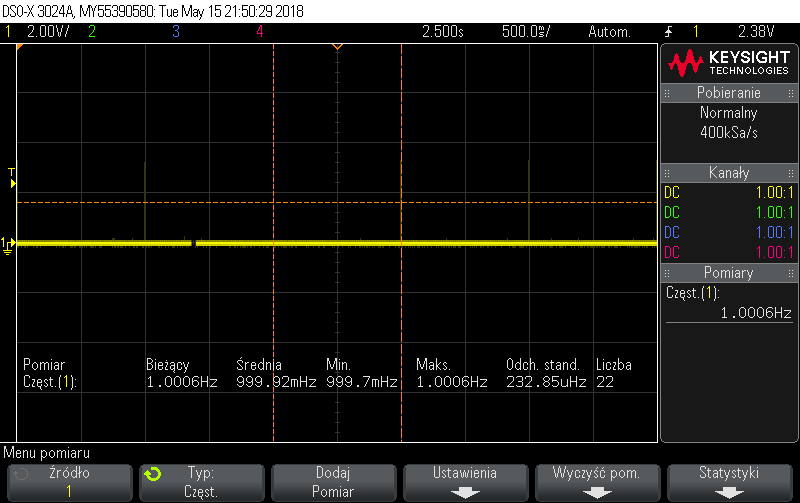 DSO-X 3024A, MY55390580: Tue May 15 21:50:29 2018
1 2.00V/ 2 3 4 2.500s 500.0ms/ Autom. 1 2.38V
KEYSIGHT
TECHNOLOGIES
Pobieranie
Normalny
400kSa/s
Kanały
DC 1.00:1
DC 1.00:1
DC 1.00:1
DC 1.00:1
Pomiary
Częst.(1):
1.0006Hz
T
1
Pomiar Bieżący Średnia Min. Maks. Odch. stand. Liczba
Częst.(1): 1.0006Hz 999.92mHz 999.7mHz 1.0006Hz 232.85uHz 22
Menu pomiaru
Źródło Typ: Dodaj Ustawienia Wyczyść pom. Statystyki
1 Częst. Pomiar